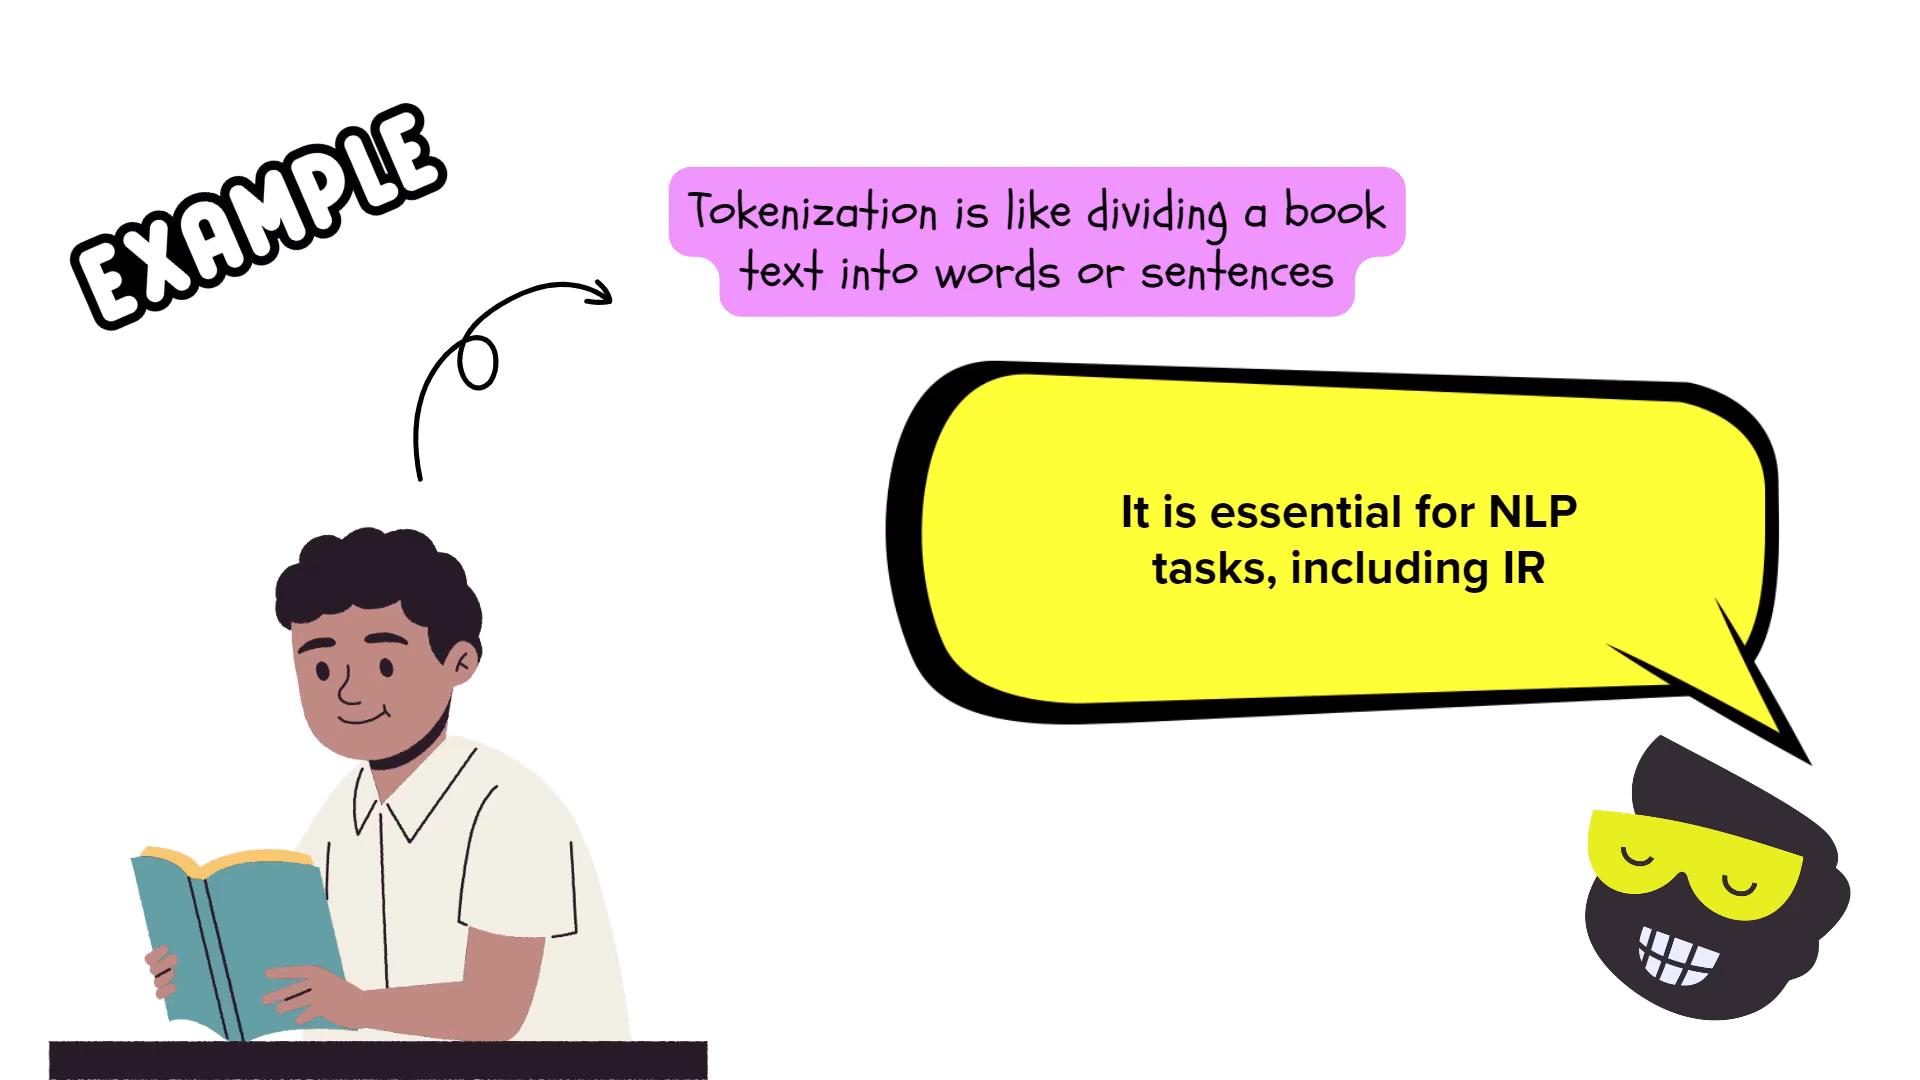 EXAMPLE
Tokenization is like dividing a book
text into words or sentences
It is essential for NLP
tasks, including IR